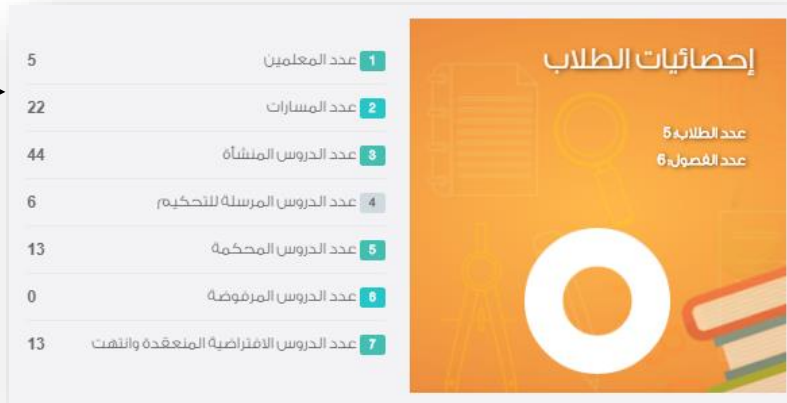 إحصائيات الطلاب
عدد الطلاب: 5
عدد الفصول: 6
1 عدد المعلمين 5
2 عدد المسارات 22
3 عدد الدروس المنشأة 44
4 عدد الدروس المرسلة للتحكيم 6
5 عدد الدروس المحكمة 13
6 عدد الدروس المرفوضة 0
7 عدد الدروس الافتراضية المنعقدة وانتهت 13